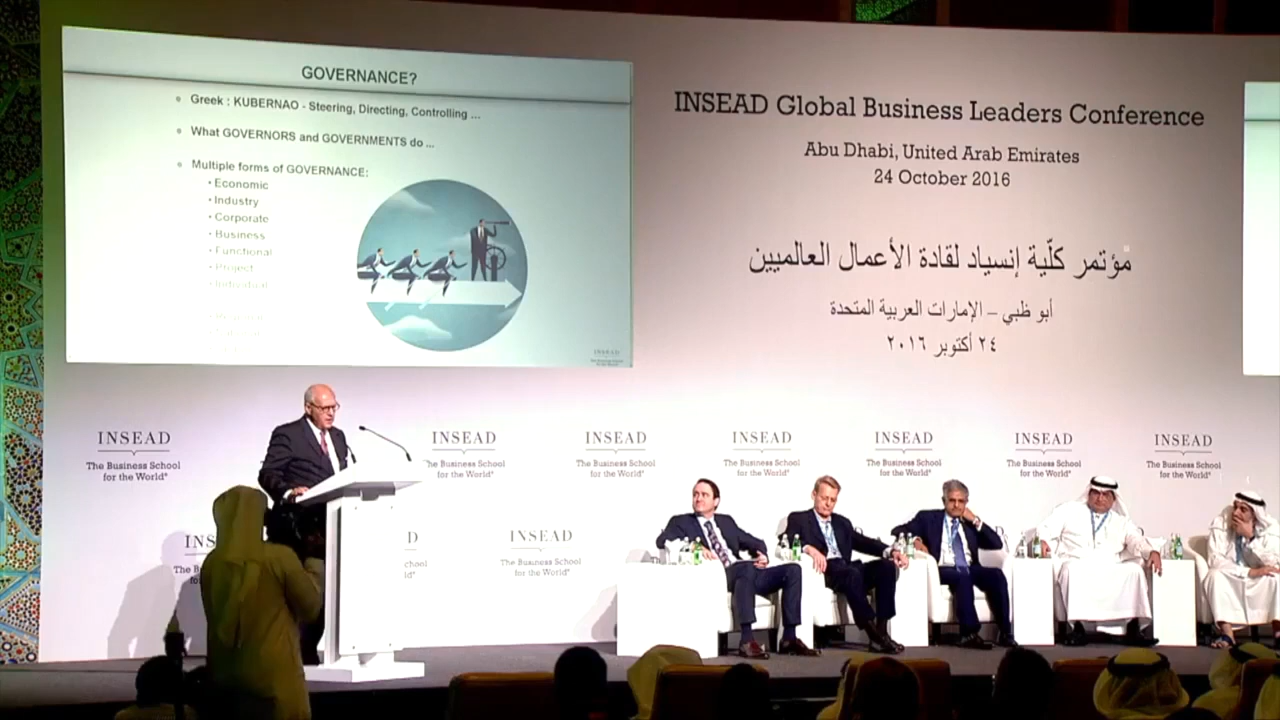 GOVERNANCE?
Greek : KUBERNAO - Steering, Directing, Controlling ...
What GOVERNORS and GOVERNMENTS do ...
Multiple forms of GOVERNANCE:
• Economic
• Industry
• Corporate
• Business
• Functional
• Project
• Individual
INSEAD
INSEAD Global Business Leaders Conference
Abu Dhabi, United Arab Emirates
24 October 2016
مؤتمر كلّية إنسياد لقادة الأعمال العالميين
أبو ظبي – الإمارات العربية المتحدة
٢٤ أكتوبر ٢٠١٦
INSEAD
The Business School
for the World®
INSEAD
The Business School
for the World®
INSEAD
The Business School
for the World®
INSEAD
The Business School
for the World®
INSEAD
The Business School
for the World®
INSEAD
The Business School
for the World®
INSEAD
The Business School
for the World®
INS
D
chool
ld®
INSEAD
The Business School
for the World®